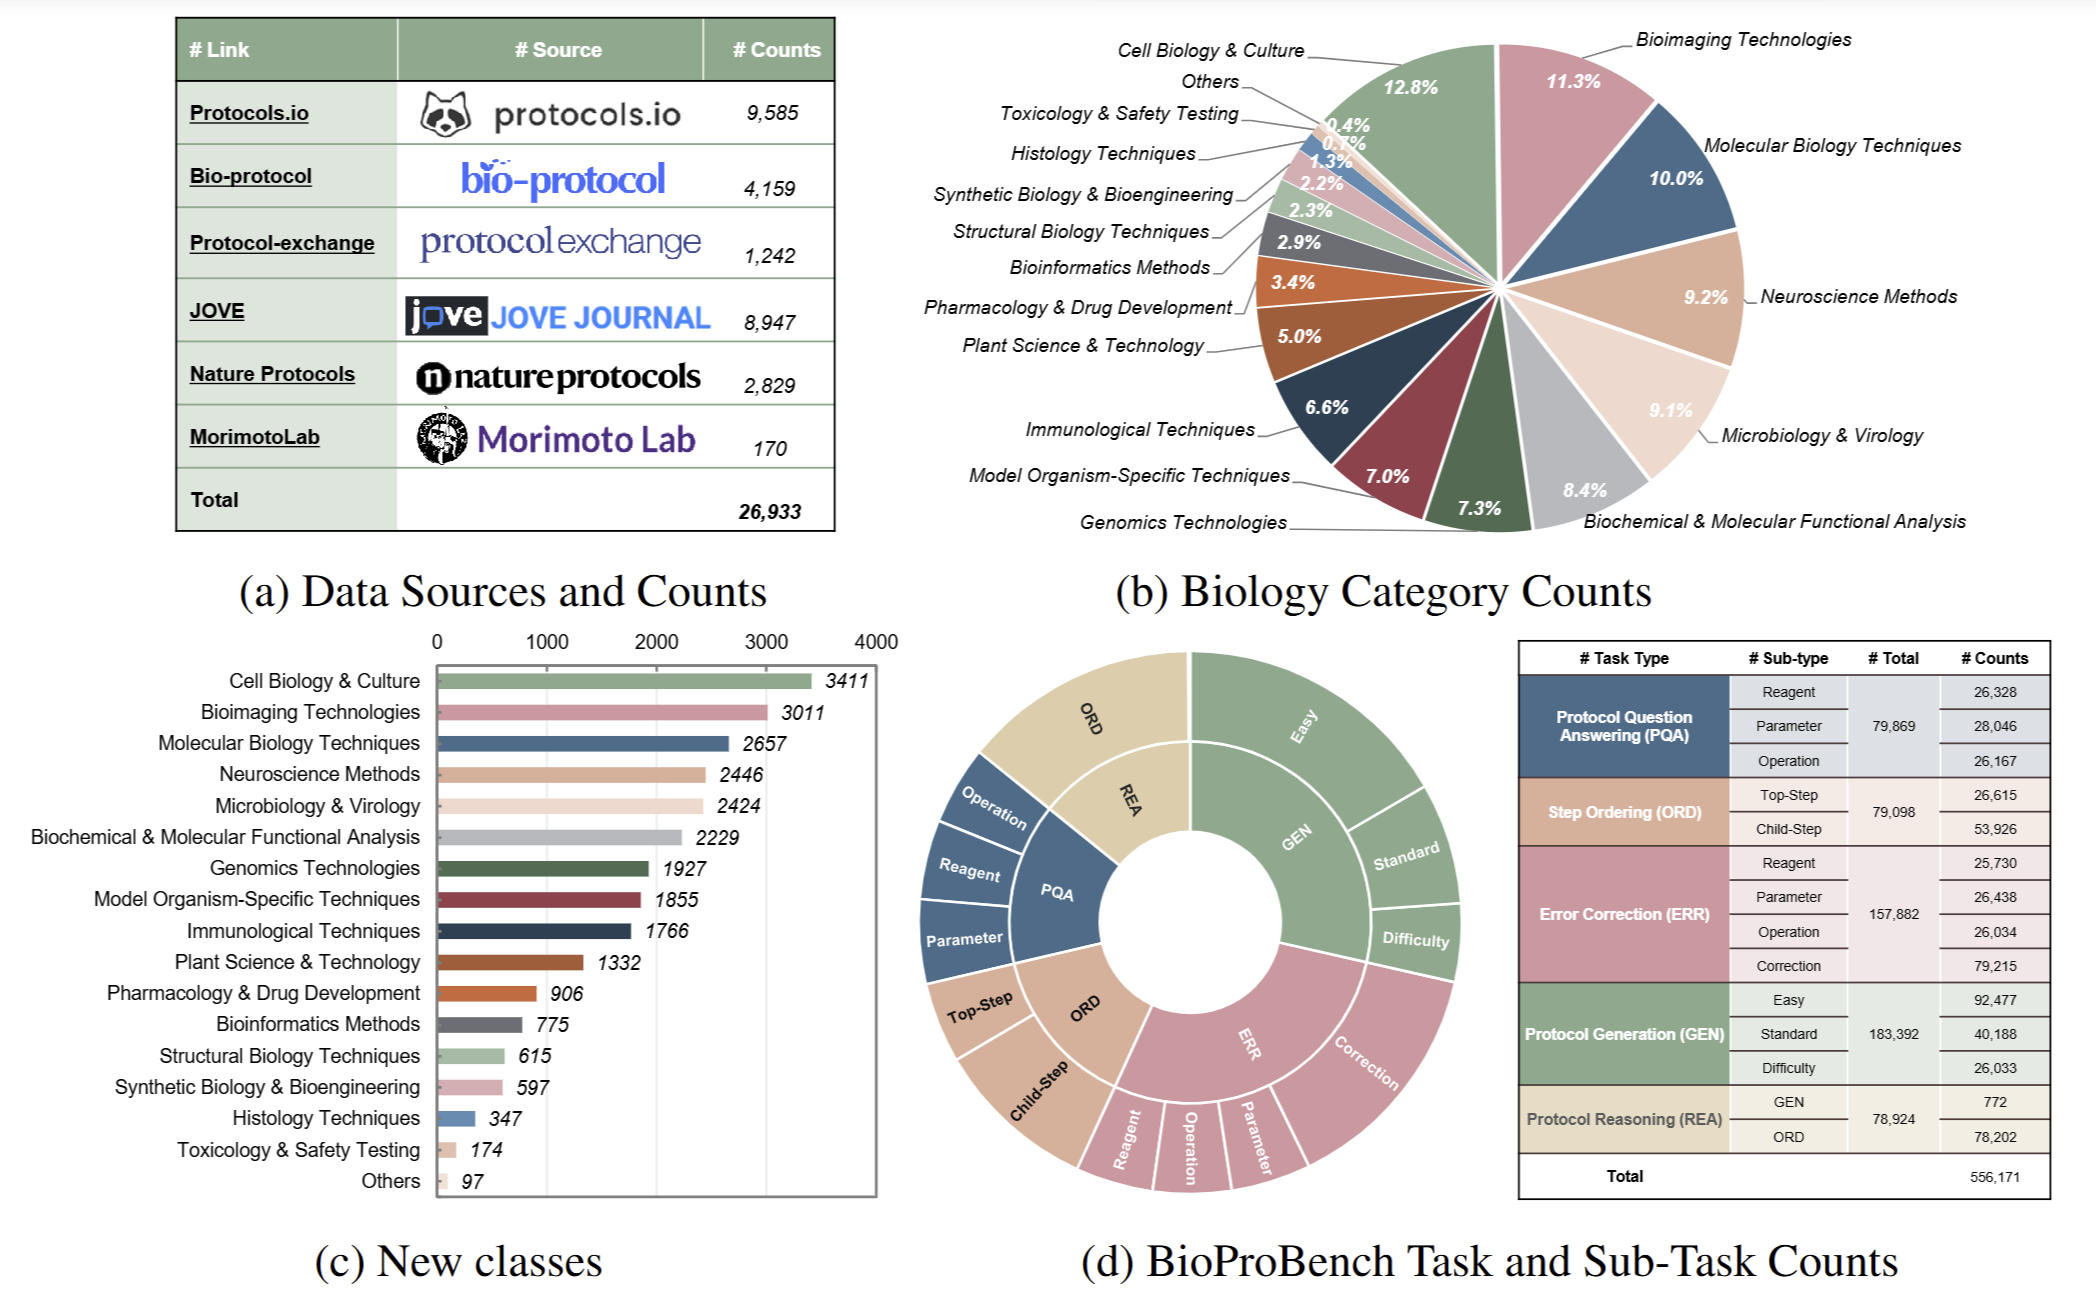 # Link # Source # Counts
Protocols.io protocols.io 9,585
Bio-protocol bio-protocol 4,159
Protocol-exchange protocol exchange 1,242
JOVE jove JOVE JOURNAL 8,947
Nature Protocols n natureprotocols 2,829
MorimotoLab Morimoto Lab 170
Total 26,933
(a) Data Sources and Counts
Cell Biology & Culture 12.8%
Others 0.4%
Toxicology & Safety Testing 0.7%
Histology Techniques 1.3%
Synthetic Biology & Bioengineering 2.2%
Structural Biology Techniques 2.3%
Bioinformatics Methods 2.9%
Pharmacology & Drug Development 3.4%
Plant Science & Technology 5.0%
Immunological Techniques 6.6%
Model Organism-Specific Techniques 7.0%
Genomics Technologies 7.3%
Bioimaging Technologies 11.3%
Molecular Biology Techniques 10.0%
Neuroscience Methods 9.2%
Microbiology & Virology 9.1%
Biochemical & Molecular Functional Analysis 8.4%
(b) Biology Category Counts
0 1000 2000 3000 4000
Cell Biology & Culture 3411
Bioimaging Technologies 3011
Molecular Biology Techniques 2657
Neuroscience Methods 2446
Microbiology & Virology 2424
Biochemical & Molecular Functional Analysis 2229
Genomics Technologies 1927
Model Organism-Specific Techniques 1855
Immunological Techniques 1766
Plant Science & Technology 1332
Pharmacology & Drug Development 906
Bioinformatics Methods 775
Structural Biology Techniques 615
Synthetic Biology & Bioengineering 597
Histology Techniques 347
Toxicology & Safety Testing 174
Others 97
(c) New classes
GEN
Easy
Standard
Difficulty
ERR
Correction
Parameter
Operation
Reagent
ORD
Child-Step
Top-Step
PQA
Parameter
Reagent
Operation
REA
ORD
# Task Type # Sub-type # Total # Counts
Protocol Question
Answering (PQA)
79,869
Reagent 26,328
Parameter 28,046
Operation 26,167
Step Ordering (ORD) 79,098
Top-Step 26,615
Child-Step 53,926
Error Correction (ERR) 157,882
Reagent 25,730
Parameter 26,438
Operation 26,034
Correction 79,215
Protocol Generation (GEN) 183,392
Easy 92,477
Standard 40,188
Difficulty 26,033
Protocol Reasoning (REA) 78,924
GEN 772
ORD 78,202
Total 556,171
(d) BioProBench Task and Sub-Task Counts